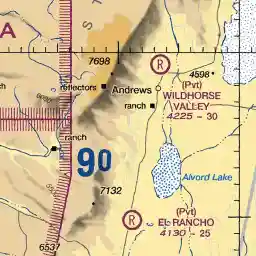 A
S
7698
R
4598
reflectors
Andrews
(Pvt)
WILDHORSE
VALLEY
4225 - 30
ranch
ranch
90
Alvord Lake
7132
R
(Pvt)
EL RANCHO
4130 - 25
6537